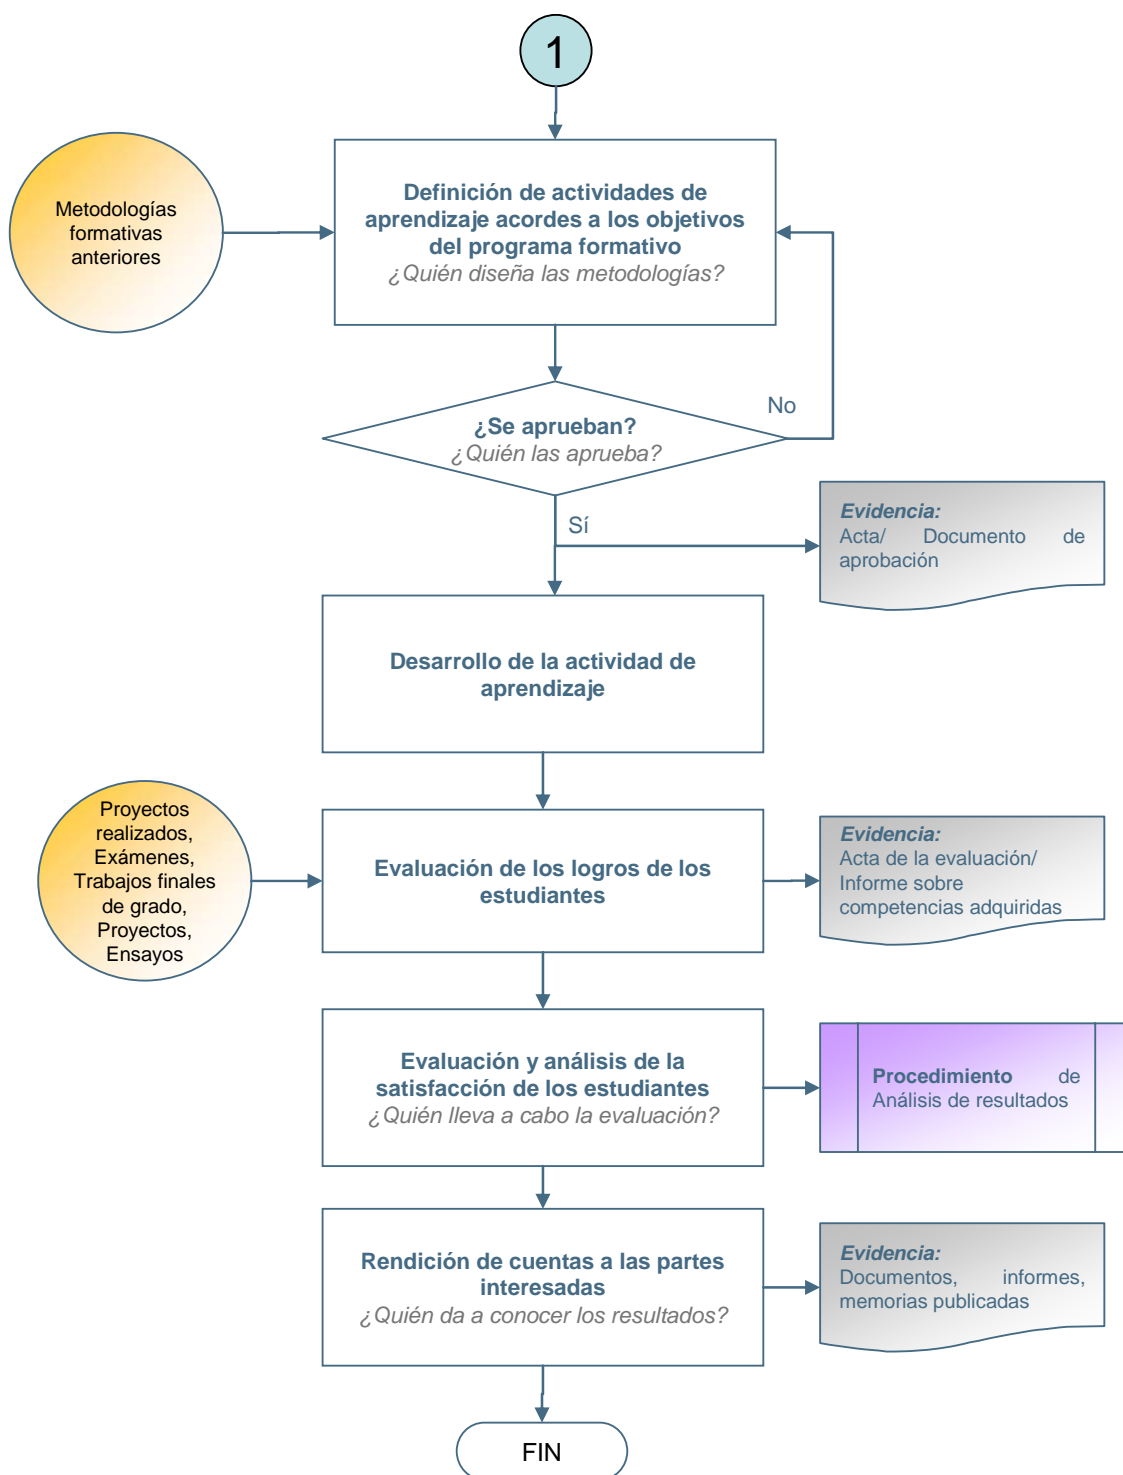 1
Metodologías
formativas
anteriores
Definición de actividades de
aprendizaje acordes a los objetivos
del programa formativo
¿Quién diseña las metodologías?
¿Se aprueban?
¿Quién las aprueba?
No
Sí
Evidencia:
Acta/ Documento de
aprobación
Desarrollo de la actividad de
aprendizaje
Proyectos
realizados,
Exámenes,
Trabajos finales
de grado,
Proyectos,
Ensayos
Evaluación de los logros de los
estudiantes
Evidencia:
Acta de la evaluación/
Informe sobre
competencias adquiridas
Evaluación y análisis de la
satisfacción de los estudiantes
¿Quién lleva a cabo la evaluación?
Procedimiento de
Análisis de resultados
Rendición de cuentas a las partes
interesadas
¿Quién da a conocer los resultados?
Evidencia:
Documentos, informes,
memorias publicadas
FIN